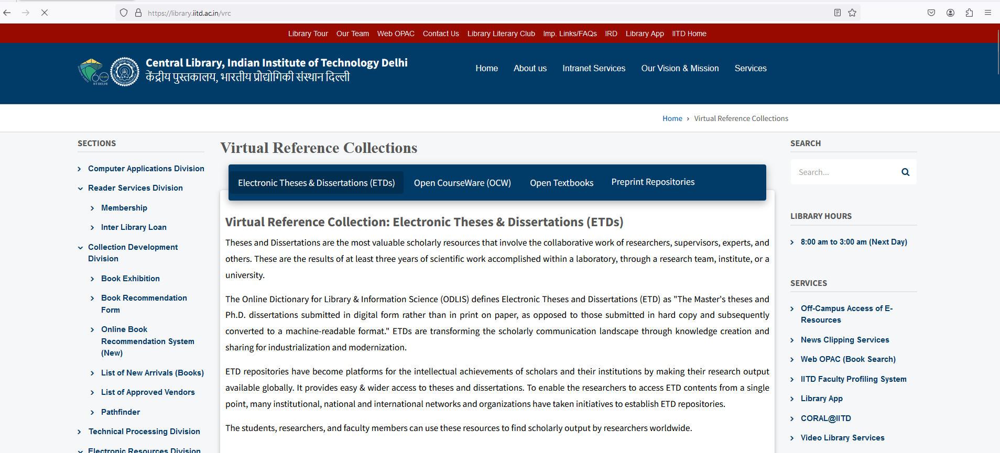 https://library.iitd.ac.in/vrc
Library Tour Our Team Web OPAC Contact Us Library Literary Club Imp. Links/FAQs IRD Library App IITD Home
Central Library, Indian Institute of Technology Delhi
केंद्रीय पुस्तकालय, भारतीय प्रौद्योगिकी संस्थान दिल्ली
Home About us Intranet Services Our Vision & Mission Services
Home › Virtual Reference Collections
SECTIONS
Computer Applications Division
Reader Services Division
Membership
Inter Library Loan
Collection Development
Division
Book Exhibition
Book Recommendation
Form
Online Book
Recommendation System
(New)
List of New Arrivals (Books)
List of Approved Vendors
Pathfinder
Technical Processing Division
Electronic Resources Division
Virtual Reference Collections
Electronic Theses & Dissertations (ETDs) Open CourseWare (OCW) Open Textbooks Preprint Repositories
Virtual Reference Collection: Electronic Theses & Dissertations (ETDs)
Theses and Dissertations are the most valuable scholarly resources that involve the collaborative work of researchers, supervisors, experts, and
others. These are the results of at least three years of scientific work accomplished within a laboratory, through a research team, institute, or a
university.
The Online Dictionary for Library & Information Science (ODLIS) defines Electronic Theses and Dissertations (ETD) as "The Master's theses and
Ph.D. dissertations submitted in digital form rather than in print on paper, as opposed to those submitted in hard copy and subsequently
converted to a machine-readable format." ETDs are transforming the scholarly communication landscape through knowledge creation and
sharing for industrialization and modernization.
ETD repositories have become platforms for the intellectual achievements of scholars and their institutions by making their research output
available globally. It provides easy & wider access to theses and dissertations. To enable the researchers to access ETD contents from a single
point, many institutional, national and international networks and organizations have taken initiatives to establish ETD repositories.
The students, researchers, and faculty members can use these resources to find scholarly output by researchers worldwide.
SEARCH
Search...
LIBRARY HOURS
8:00 am to 3:00 am (Next Day)
SERVICES
Off-Campus Access of E-
Resources
News Clipping Services
Web OPAC (Book Search)
IITD Faculty Profiling System
Library App
CORAL@IITD
Video Library Services